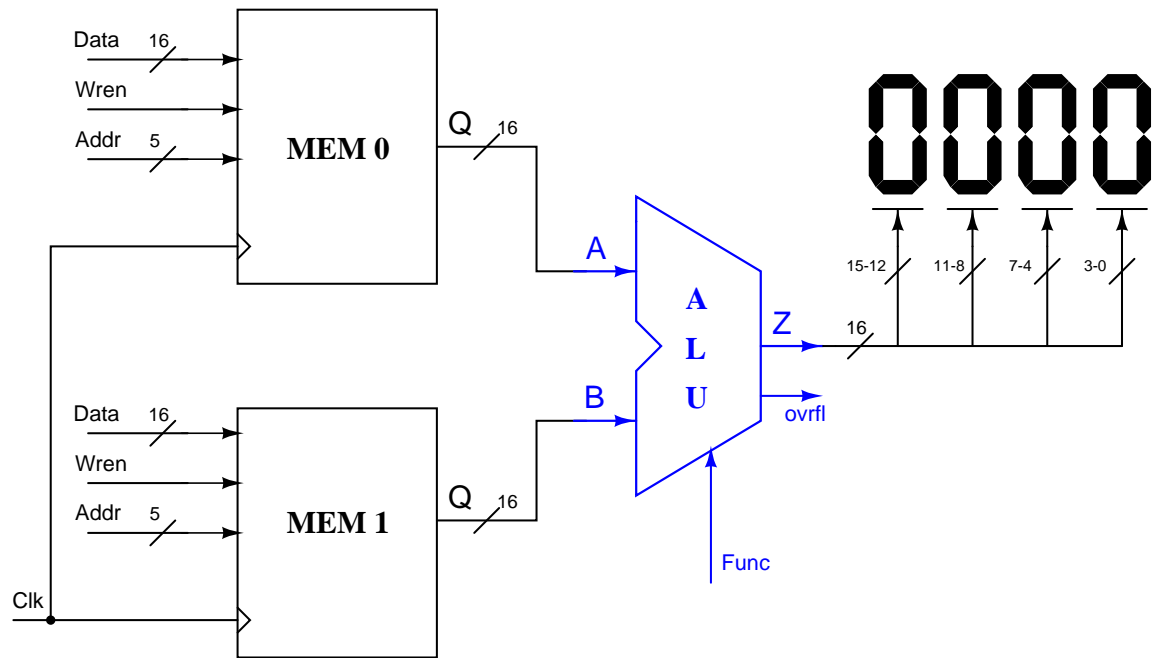 Data 16
Wren
Addr 5
MEM 0
Q 16
0000
15-12 11-8 7-4 3-0
A
B
A
L
U
Z 16
ovrfl
Func
Data 16
Wren
Addr 5
MEM 1
Q 16
Clk